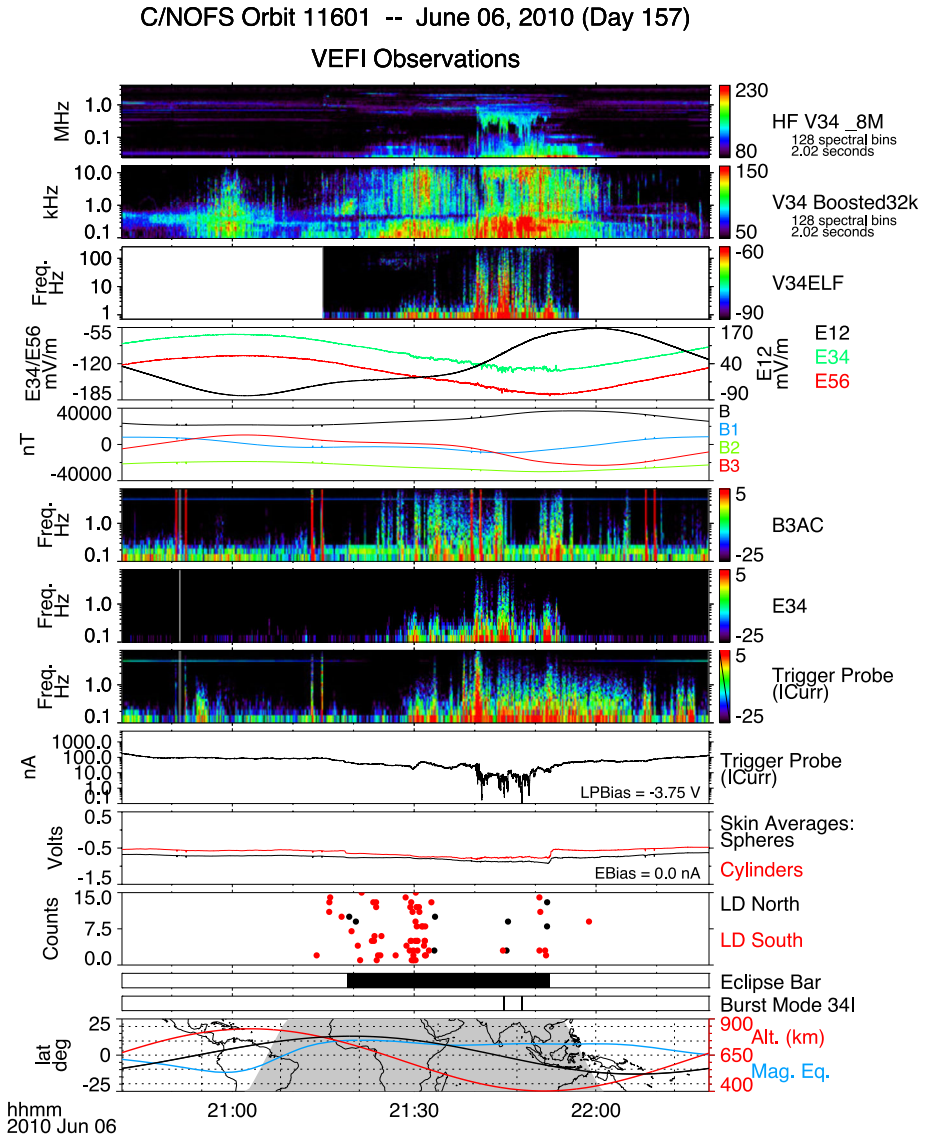 C/NOFS Orbit 11601 -- June 06, 2010 (Day 157)
VEFI Observations
MHz
1.0
0.1
230
80
HF V34 _8M
128 spectral bins
2.02 seconds
kHz
10.0
1.0
0.1
150
50
V34 Boosted32k
128 spectral bins
2.02 seconds
Freq.
Hz
100
10
1
-60
-90
V34ELF
E34/E56
mV/m
-55
-120
-185
170
40
-90
E12
mV/m
E12
E34
E56
nT
40000
0
-40000
B
B1
B2
B3
Freq.
Hz
1.0
0.1
5
-25
B3AC
Freq.
Hz
1.0
0.1
5
-25
E34
Freq.
Hz
1.0
0.1
5
-25
Trigger Probe
(ICurr)
nA
1000.0
100.0
10.0
1.0
0.1
LPBias = -3.75 V
Trigger Probe
(ICurr)
Volts
0.5
-0.5
-1.5
EBias = 0.0 nA
Skin Averages:
Spheres
Cylinders
Counts
15.0
7.5
0.0
LD North
LD South
Eclipse Bar
Burst Mode 34I
lat
deg
25
0
-25
900
650
400
Alt. (km)
Mag. Eq.
hhmm
2010 Jun 06
21:00
21:30
22:00